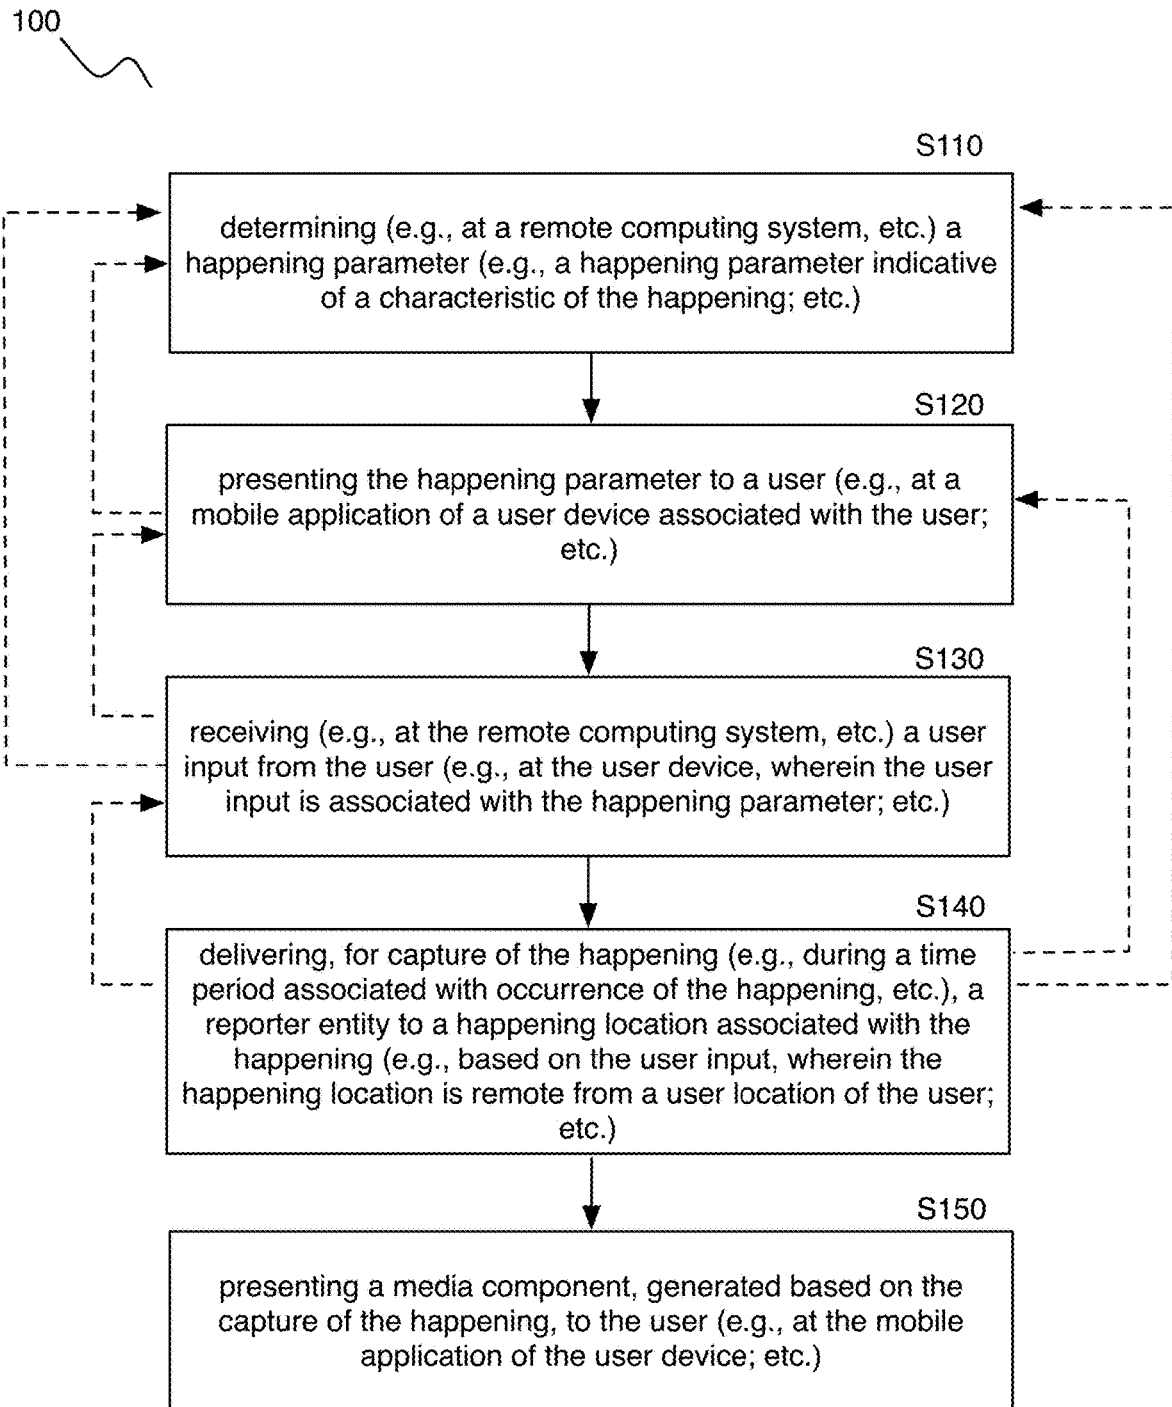 100
S110
determining (e.g., at a remote computing system, etc.) a
happening parameter (e.g., a happening parameter indicative
of a characteristic of the happening; etc.)
S120
presenting the happening parameter to a user (e.g., at a
mobile application of a user device associated with the user;
etc.)
S130
receiving (e.g., at the remote computing system, etc.) a user
input from the user (e.g., at the user device, wherein the user
input is associated with the happening parameter; etc.)
S140
delivering, for capture of the happening (e.g., during a time
period associated with occurrence of the happening, etc.), a
reporter entity to a happening location associated with the
happening (e.g., based on the user input, wherein the
happening location is remote from a user location of the user;
etc.)
S150
presenting a media component, generated based on the
capture of the happening, to the user (e.g., at the mobile
application of the user device; etc.)